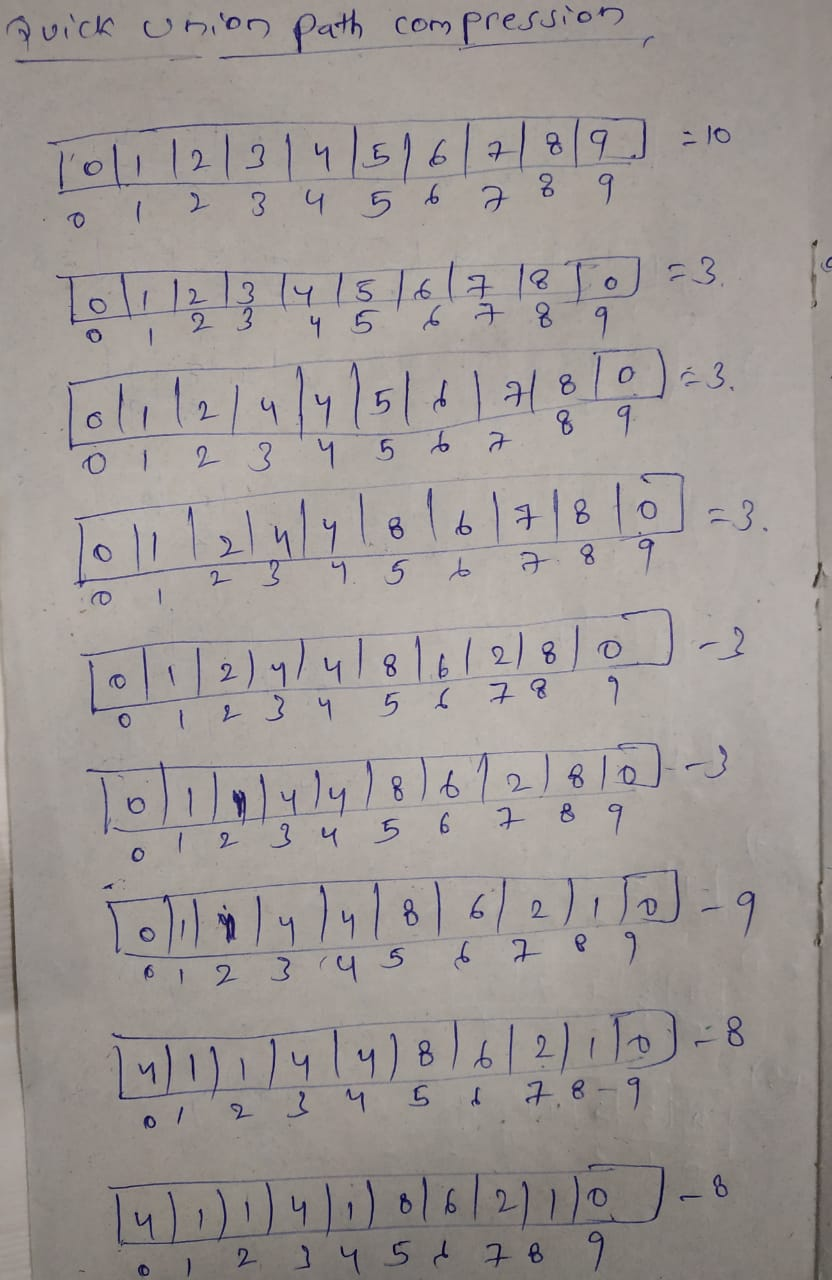 Quick Union path compression
0 | 1 | 2 | 3 | 4 | 5 | 6 | 7 | 8 | 9 = 10
0 1 2 3 4 5 6 7 8 9
0 | 1 | 2 | 3 | 4 | 5 | 6 | 7 | 8 | 0 = 3.
0 1 2 3 4 5 6 7 8 9
0 | 1 | 2 | 4 | 4 | 5 | 6 | 7 | 8 | 0 = 3.
0 1 2 3 4 5 6 7 8 9
0 | 1 | 2 | 4 | 4 | 8 | 6 | 7 | 8 | 0 = 3.
0 1 2 3 4 5 6 7 8 9
0 | 1 | 2 | 4 | 4 | 8 | 6 | 2 | 8 | 0 - 3
0 1 2 3 4 5 6 7 8 9
0 | 1 | 1 | 4 | 4 | 8 | 6 | 2 | 8 | 0 - 3
0 1 2 3 4 5 6 7 8 9
0 | 1 | 1 | 4 | 4 | 8 | 6 | 2 | 1 | 0 - 9
0 1 2 3 4 5 6 7 8 9
4 | 1 | 1 | 4 | 4 | 8 | 6 | 2 | 1 | 0 = 8
0 1 2 3 4 5 6 7 8 9
4 | 1 | 1 | 4 | 1 | 8 | 6 | 2 | 1 | 0 - 8
0 1 2 3 4 5 6 7 8 9